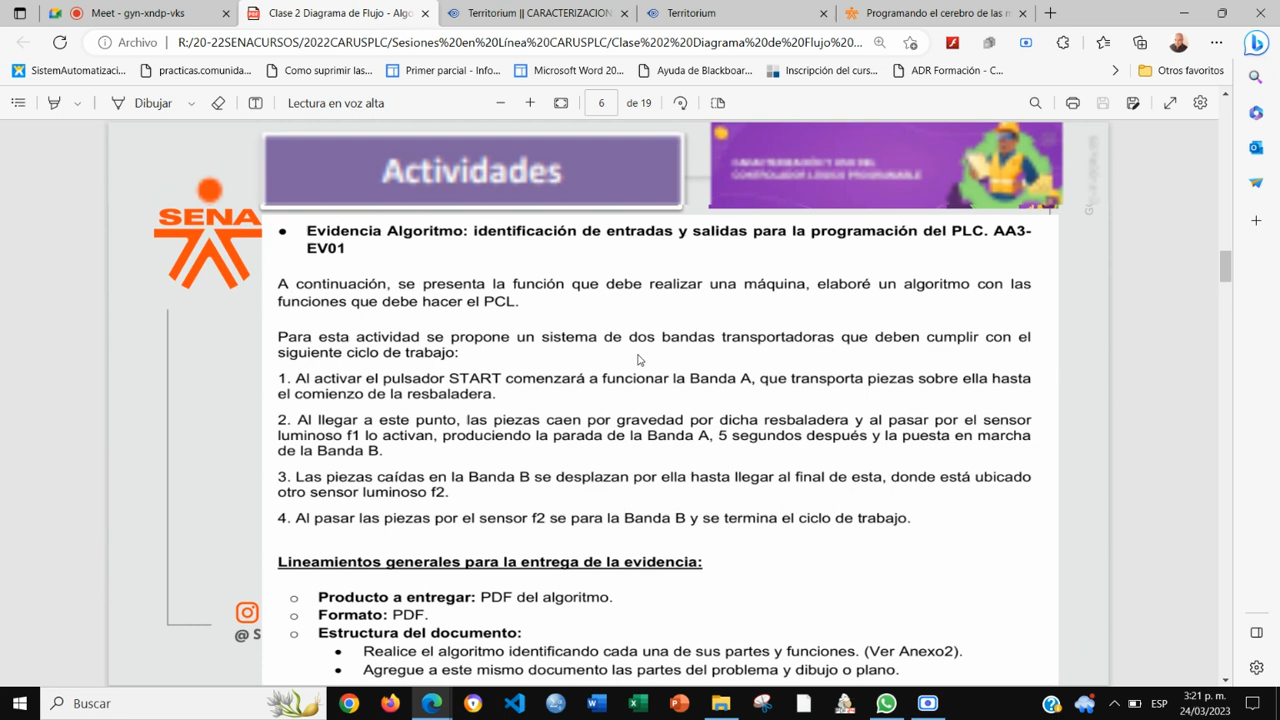 Meet - gyn-xndp-vks
Clase 2 Diagrama de Flujo - Algo
Territorium || CARACTERIZACION
Territorium
Programando el cerebro de las m
Archivo
R:/20-22SENACURSOS/2022CARUSPLC/Sesiones%20en%20Línea%20CARUSPLC/Clase%202%20Diagrama%20de%20Flujo%20...
SistemaAutomatizaci...
practicas.comunida...
Como suprimir las...
Primer parcial - Info...
Microsoft Word 20...
Ayuda de Blackboar...
Inscripción del curs...
ADR Formación - C...
Otros favoritos
Dibujar
Lectura en voz alta
6
de 19
Actividades
CARACTERIZACIÓN Y USO DEL
CONTROLADOR LÓGICO PROGRAMABLE
SENA
• Evidencia Algoritmo: identificación de entradas y salidas para la programación del PLC. AA3-
EV01
A continuación, se presenta la función que debe realizar una máquina, elaboré un algoritmo con las
funciones que debe hacer el PCL.
Para esta actividad se propone un sistema de dos bandas transportadoras que deben cumplir con el
siguiente ciclo de trabajo:
1. Al activar el pulsador START comenzará a funcionar la Banda A, que transporta piezas sobre ella hasta
el comienzo de la resbaladera.
2. Al llegar a este punto, las piezas caen por gravedad por dicha resbaladera y al pasar por el sensor
luminoso f1 lo activan, produciendo la parada de la Banda A, 5 segundos después y la puesta en marcha
de la Banda B.
3. Las piezas caídas en la Banda B se desplazan por ella hasta llegar al final de esta, donde está ubicado
otro sensor luminoso f2.
4. Al pasar las piezas por el sensor f2 se para la Banda B y se termina el ciclo de trabajo.
Lineamientos generales para la entrega de la evidencia:
o Producto a entregar: PDF del algoritmo.
o Formato: PDF.
o Estructura del documento:
• Realice el algoritmo identificando cada una de sus partes y funciones. (Ver Anexo2).
• Agregue a este mismo documento las partes del problema y dibujo o plano.
@ S
Buscar
ESP
3:21 p. m.
24/03/2023